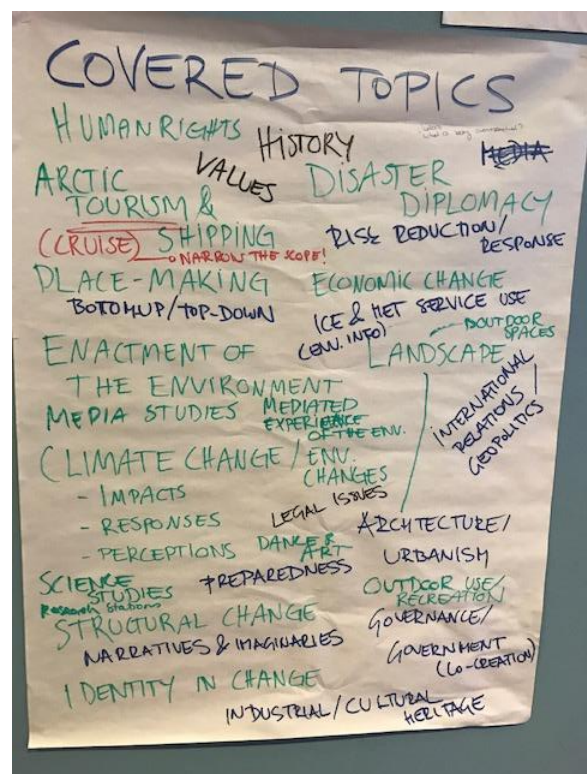 COVERED TOPICS
HUMAN RIGHTS
HISTORY
MEDIA
VALUES
ARCTIC
TOURISM &
(CRUISE) SHIPPING
NARROW THE SCOPE!
DISASTER
DIPLOMACY
RISK REDUCTION/
RESPONSE
PLACE-MAKING
BOTOMUP/TOP-DOWN
ECONOMIC CHANGE
ICE & MET SERVICE USE
(ENV. INFO)
OUTDOOR
SPACES
LANDSCAPE
ENACTMENT OF
THE ENVIRONMENT
MEDIA STUDIES
MEDIATED
EXPERIENCE
OF THE ENV.
INTERNATIONAL
RELATIONS /
GEOPOLITICS
CLIMATE CHANGE / ENV.
CHANGES
- IMPACTS
- RESPONSES
- PERCEPTIONS
LEGAL ISSUES
DANCE &
ART
PREPAREDNESS
ARCHITECTURE/
URBANISM
SCIENCE
STUDIES
Research Stations
OUTDOOR USE/
RECREATION
STRUCTURAL CHANGE
NARRATIVES & IMAGINARIES
GOVERNANCE/
GOVERNMENT
(CO-CREATION)
IDENTITY IN CHANGE
INDUSTRIAL/CULTURAL
HERITAGE